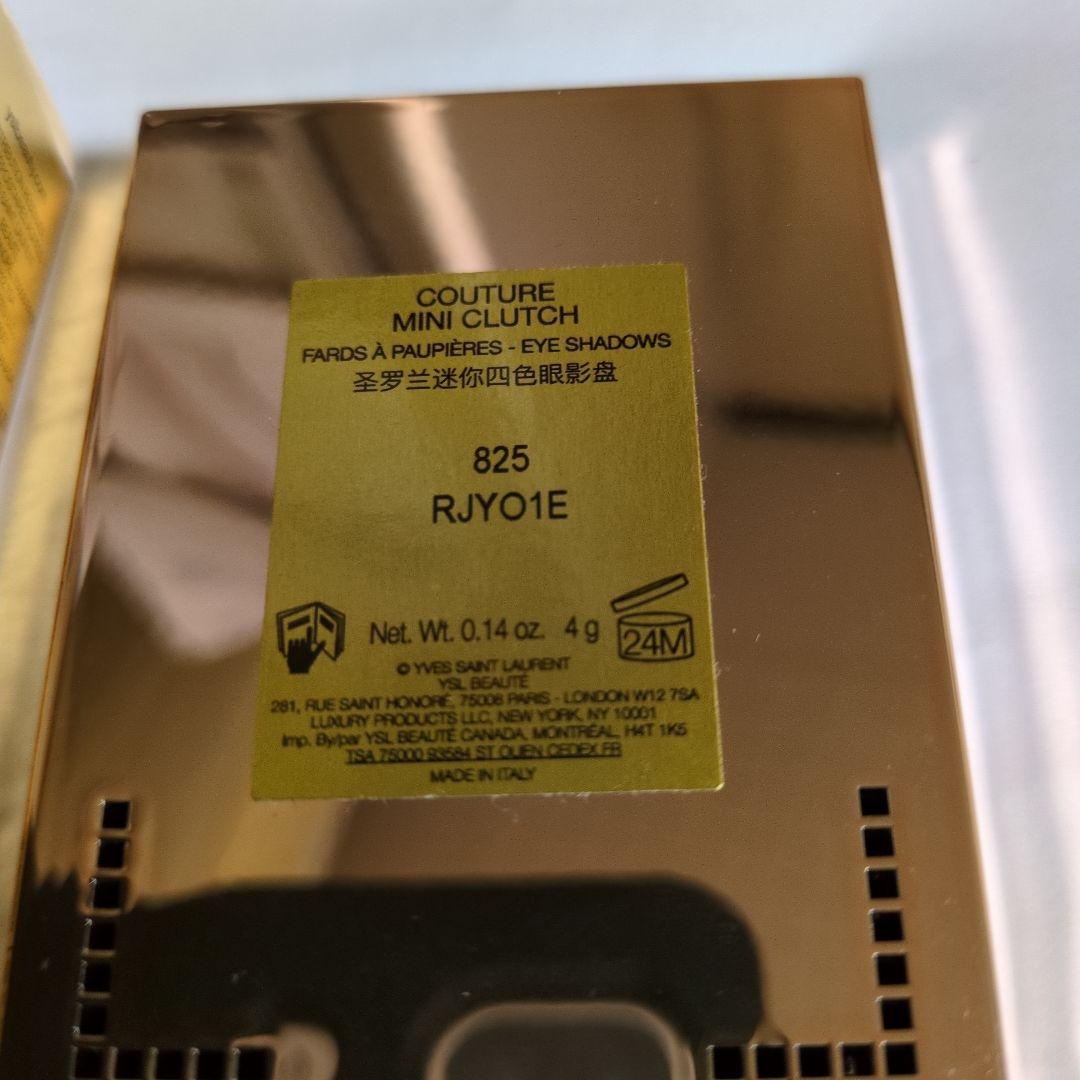 COUTURE
MINI CLUTCH
FARDS À PAUPIÈRES - EYE SHADOWS
圣罗兰迷你四色眼影盘
825
RJYO1E
Net. Wt. 0.14 oz. 4 g
24M
© YVES SAINT LAURENT
YSL BEAUTÉ
281, RUE SAINT HONORÉ, 75008 PARIS - LONDON W12 7SA
LUXURY PRODUCTS LLC, NEW YORK, NY 10001
Imp. By/par YSL BEAUTÉ CANADA, MONTRÉAL, H4T 1K5
TSA 75000 93584 ST OUEN CEDEX FR
MADE IN ITALY